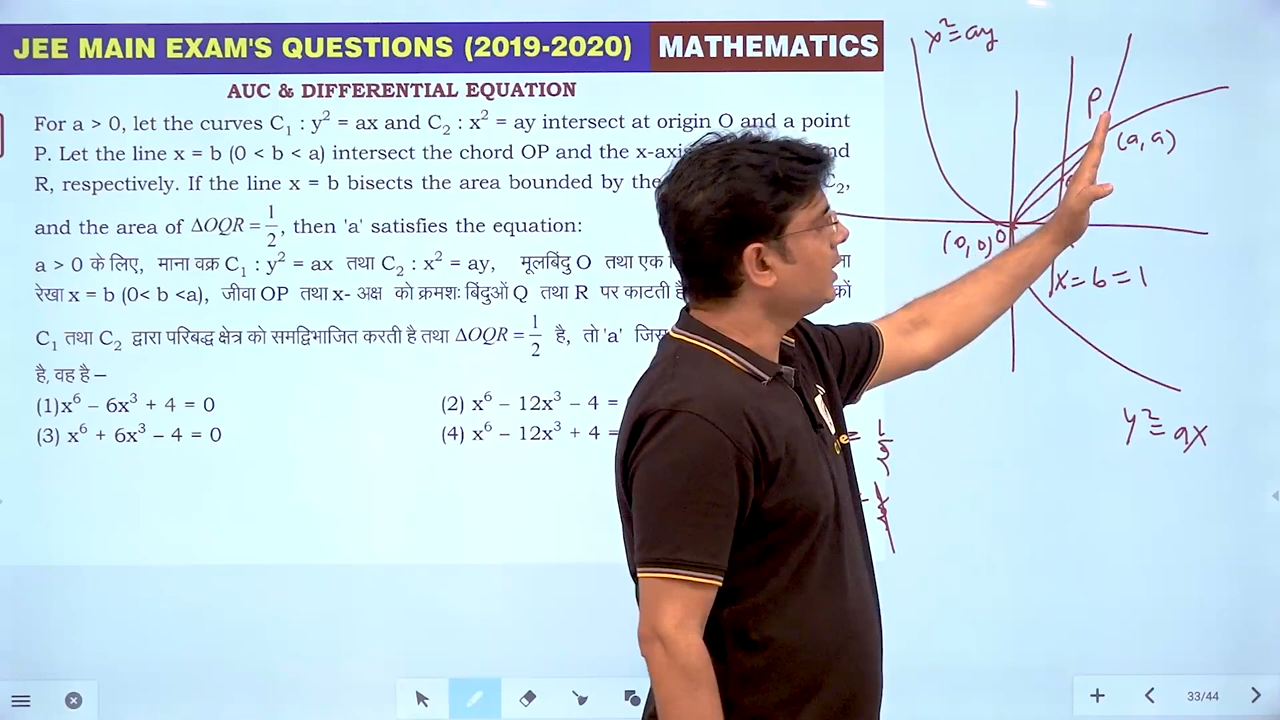 JEE MAIN EXAM'S QUESTIONS (2019-2020) MATHEMATICS
AUC & DIFFERENTIAL EQUATION
For a > 0, let the curves C₁ : y² = ax and C₂ : x² = ay intersect at origin O and a point
P. Let the line x = b (0 < b < a) intersect the chord OP and the x-ax nd
R, respectively. If the line x = b bisects the area bounded by the C₂,
and the area of ΔOQR = 1/2, then 'a' satisfies the equation:
a > 0 के लिए, माना वक्र C₁ : y² = ax तथा C₂ : x² = ay, मूलबिंदु O तथा एक
रेखा x = b (0< b <a), जीवा OP तथा x- अक्ष को क्रमशः बिंदुओं Q तथा R पर काटती है
C₁ तथा C₂ द्वारा परिबद्ध क्षेत्र को समद्विभाजित करती है तथा ΔOQR = 1/2 है, तो 'a' जिस
है, वह है –
(1)x⁶ – 6x³ + 4 = 0 (2) x⁶ – 12x³ – 4 =
(3) x⁶ + 6x³ – 4 = 0 (4) x⁶ – 12x³ + 4 =
x² = ay
P
(a, a)
(0, 0) O
x = b = 1
y² = ax
= 1/2
33/44